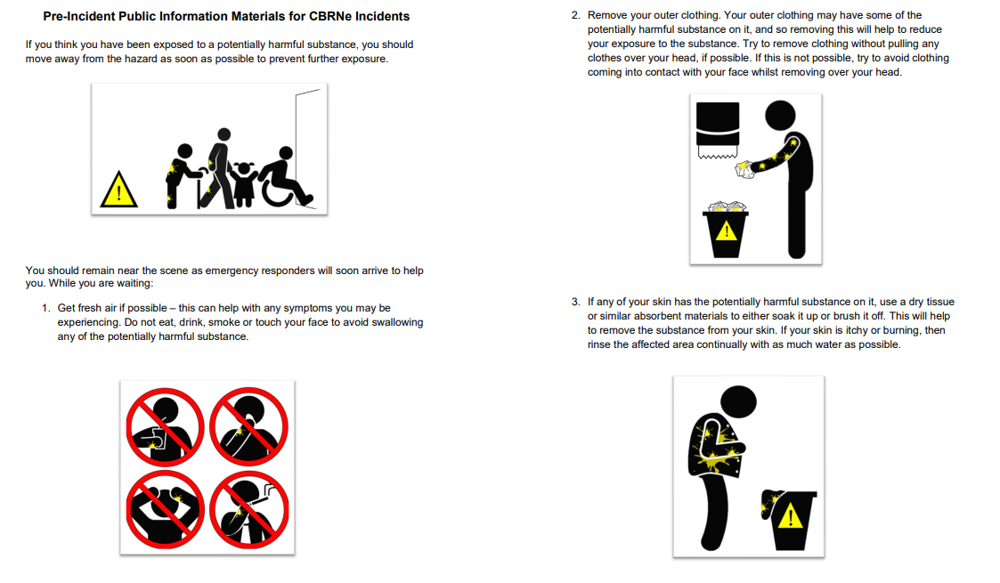 Pre-Incident Public Information Materials for CBRNe Incidents
If you think you have been exposed to a potentially harmful substance, you should
move away from the hazard as soon as possible to prevent further exposure.
!
You should remain near the scene as emergency responders will soon arrive to help
you. While you are waiting:
1. Get fresh air if possible – this can help with any symptoms you may be
experiencing. Do not eat, drink, smoke or touch your face to avoid swallowing
any of the potentially harmful substance.
2. Remove your outer clothing. Your outer clothing may have some of the
potentially harmful substance on it, and so removing this will help to reduce
your exposure to the substance. Try to remove clothing without pulling any
clothes over your head, if possible. If this is not possible, try to avoid clothing
coming into contact with your face whilst removing over your head.
!
3. If any of your skin has the potentially harmful substance on it, use a dry tissue
or similar absorbent materials to either soak it up or brush it off. This will help
to remove the substance from your skin. If your skin is itchy or burning, then
rinse the affected area continually with as much water as possible.
!